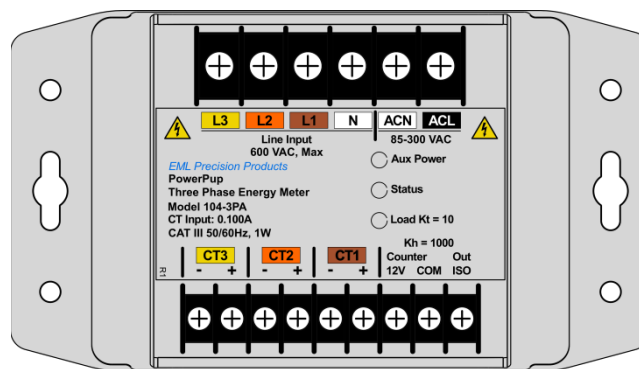 L3 L2 L1 N ACN ACL
Line Input 85-300 VAC
600 VAC, Max
EML Precision Products
PowerPup
Three Phase Energy Meter
Model 104-3PA
CT Input: 0.100A
CAT III 50/60Hz, 1W
Aux Power
Status
Load Kt = 10
Kh = 1000
CT3 CT2 CT1 Counter Out
- + - + - + 12V COM ISO
R1